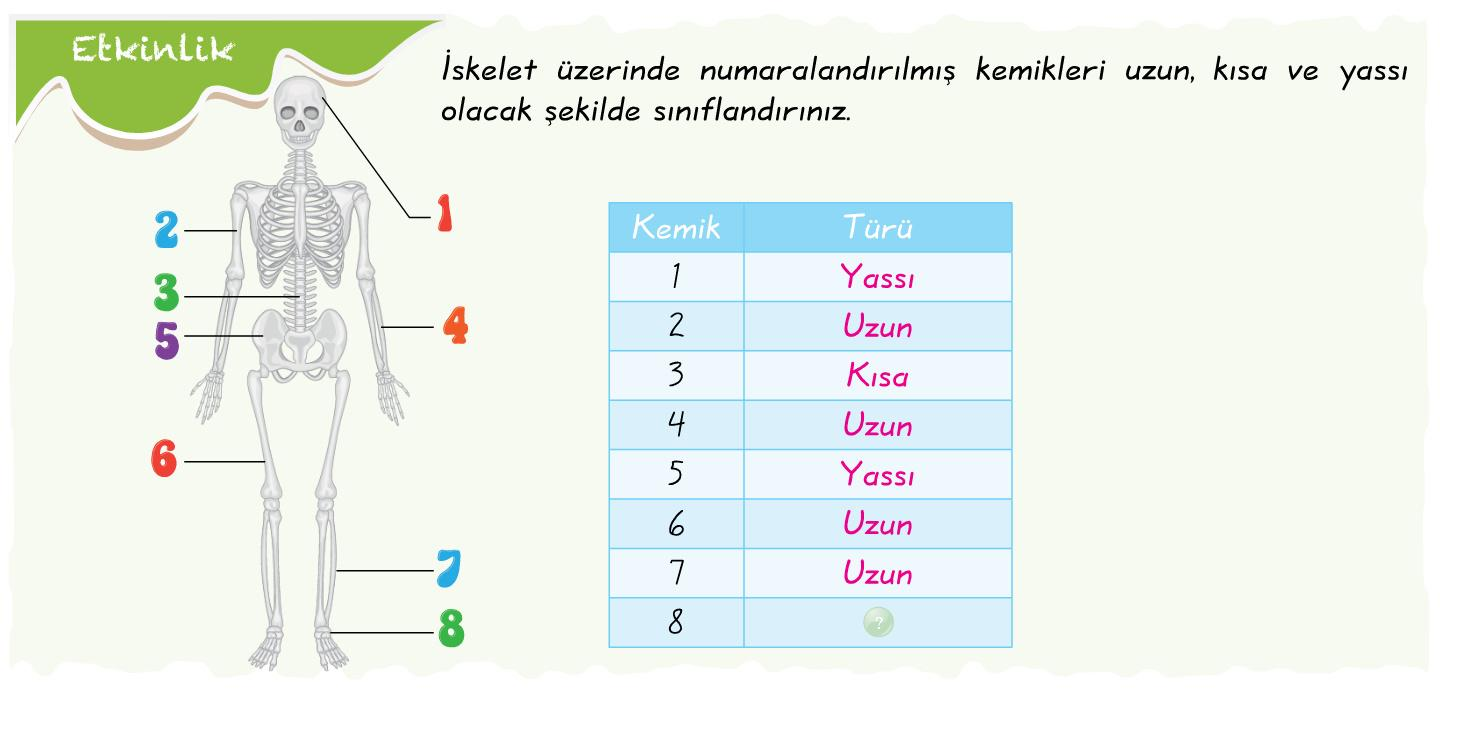 Etkinlik
İskelet üzerinde numaralandırılmış kemikleri uzun, kısa ve yassı
olacak şekilde sınıflandırınız.
1
2
3
4
5
6
7
8
Kemik Türü
1 Yassı
2 Uzun
3 Kısa
4 Uzun
5 Yassı
6 Uzun
7 Uzun
8 ?